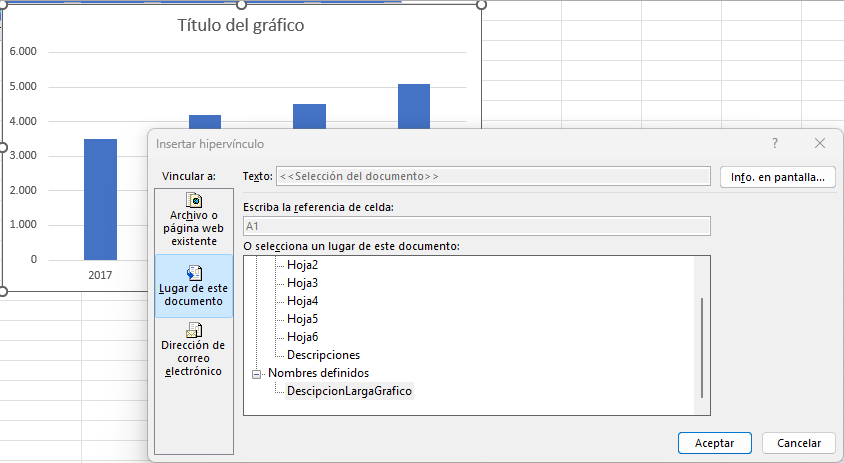 Título del gráfico
6.000
5.000
4.000
3.000
2.000
1.000
0
2017
Insertar hipervínculo
?
Vincular a:
Texto: <<Selección del documento>>
Info. en pantalla...
Archivo o
página web
existente
Lugar de este
documento
Dirección de
correo
electrónico
Escriba la referencia de celda:
A1
O selecciona un lugar de este documento:
Hoja2
Hoja3
Hoja4
Hoja5
Hoja6
Descripciones
Nombres definidos
DescipcionLargaGrafico
Aceptar
Cancelar